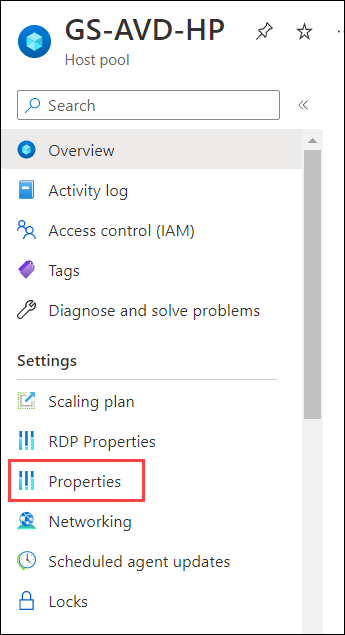 GS-AVD-HP
Host pool
Search
Overview
Activity log
Access control (IAM)
Tags
Diagnose and solve problems
Settings
Scaling plan
RDP Properties
Properties
Networking
Scheduled agent updates
Locks